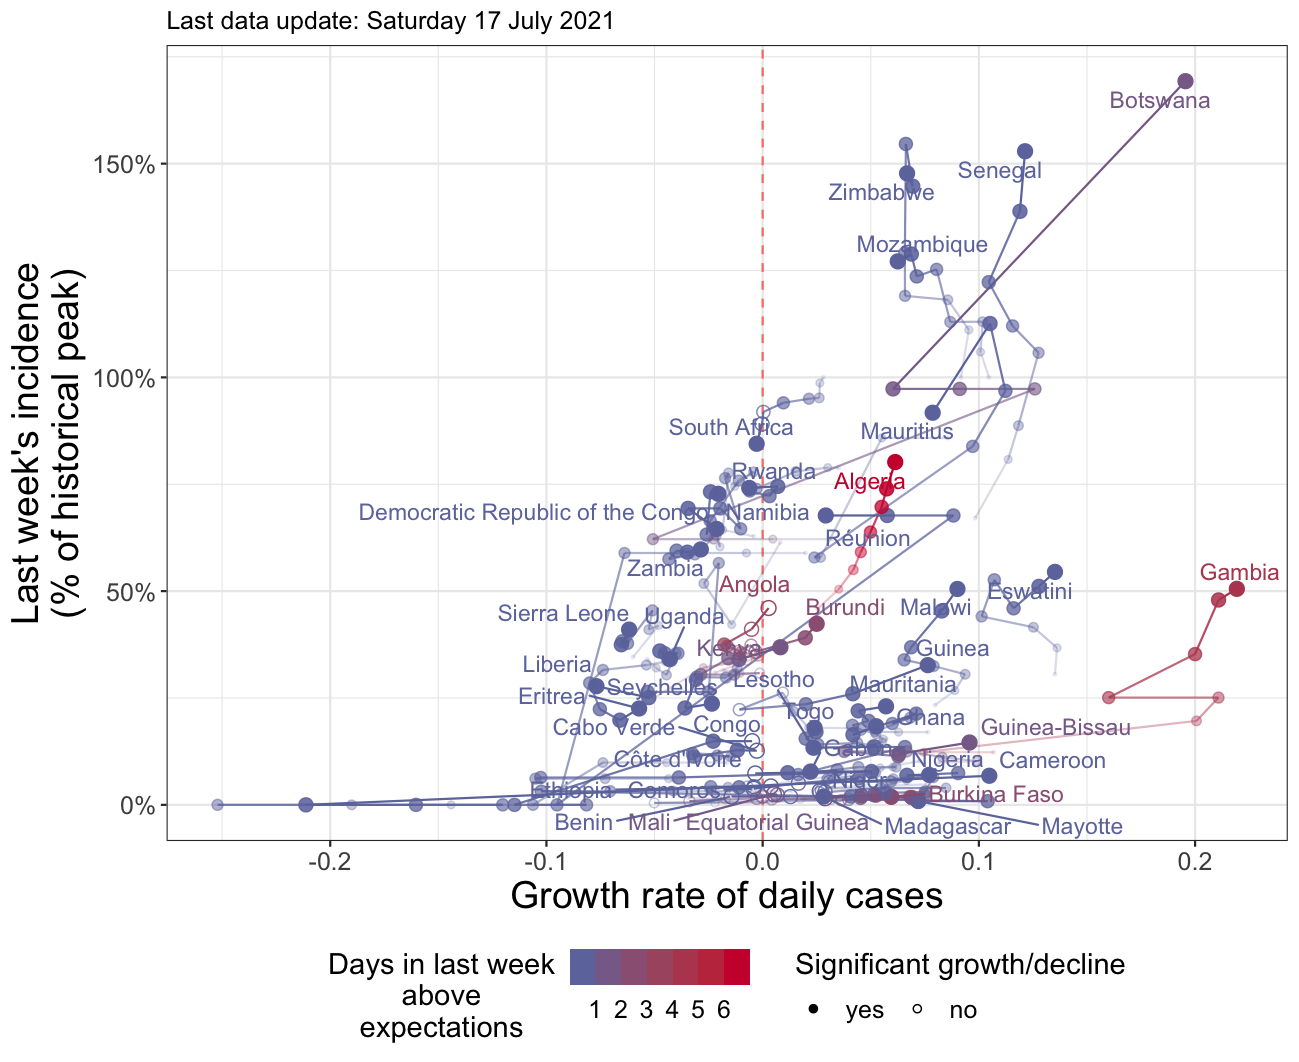 Last data update: Saturday 17 July 2021
Last week's incidence
(% of historical peak)
150%
100%
50%
0%
Botswana
Senegal
Zimbabwe
Mozambique
South Africa
Mauritius
Rwanda
Algeria
Democratic Republic of the Congo
Namibia
Réunion
Zambia
Angola
Gambia
Eswatini
Sierra Leone
Uganda
Burundi
Malawi
Kenya
Guinea
Liberia
Lesotho
Eritrea
Seychelles
Mauritania
Togo
Ghana
Cabo Verde
Congo
Guinea-Bissau
Gabon
Côte d'Ivoire
Nigeria
Cameroon
Niger
Ethiopia
Comoros
Burkina Faso
Benin
Mali
Equatorial Guinea
Madagascar
Mayotte
-0.2
-0.1
0.0
0.1
0.2
Growth rate of daily cases
Days in last week
above
expectations
1 2 3 4 5 6
Significant growth/decline
yes
no